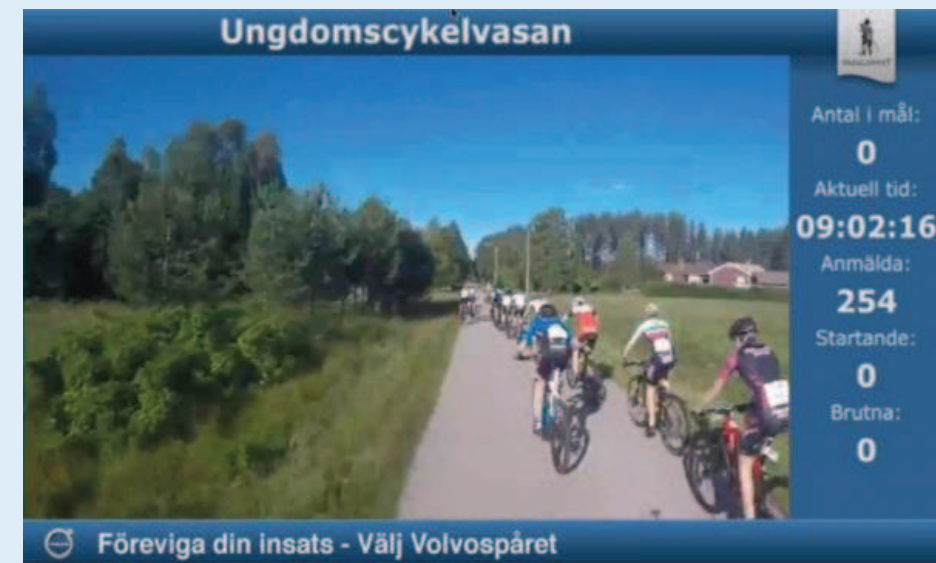 Ungdomscykelvasan
Antal i mål:
0
Aktuell tid:
09:02:16
Anmälda:
254
Startande:
0
Brutna:
0
Föreviga din insats - Välj Volvospåret